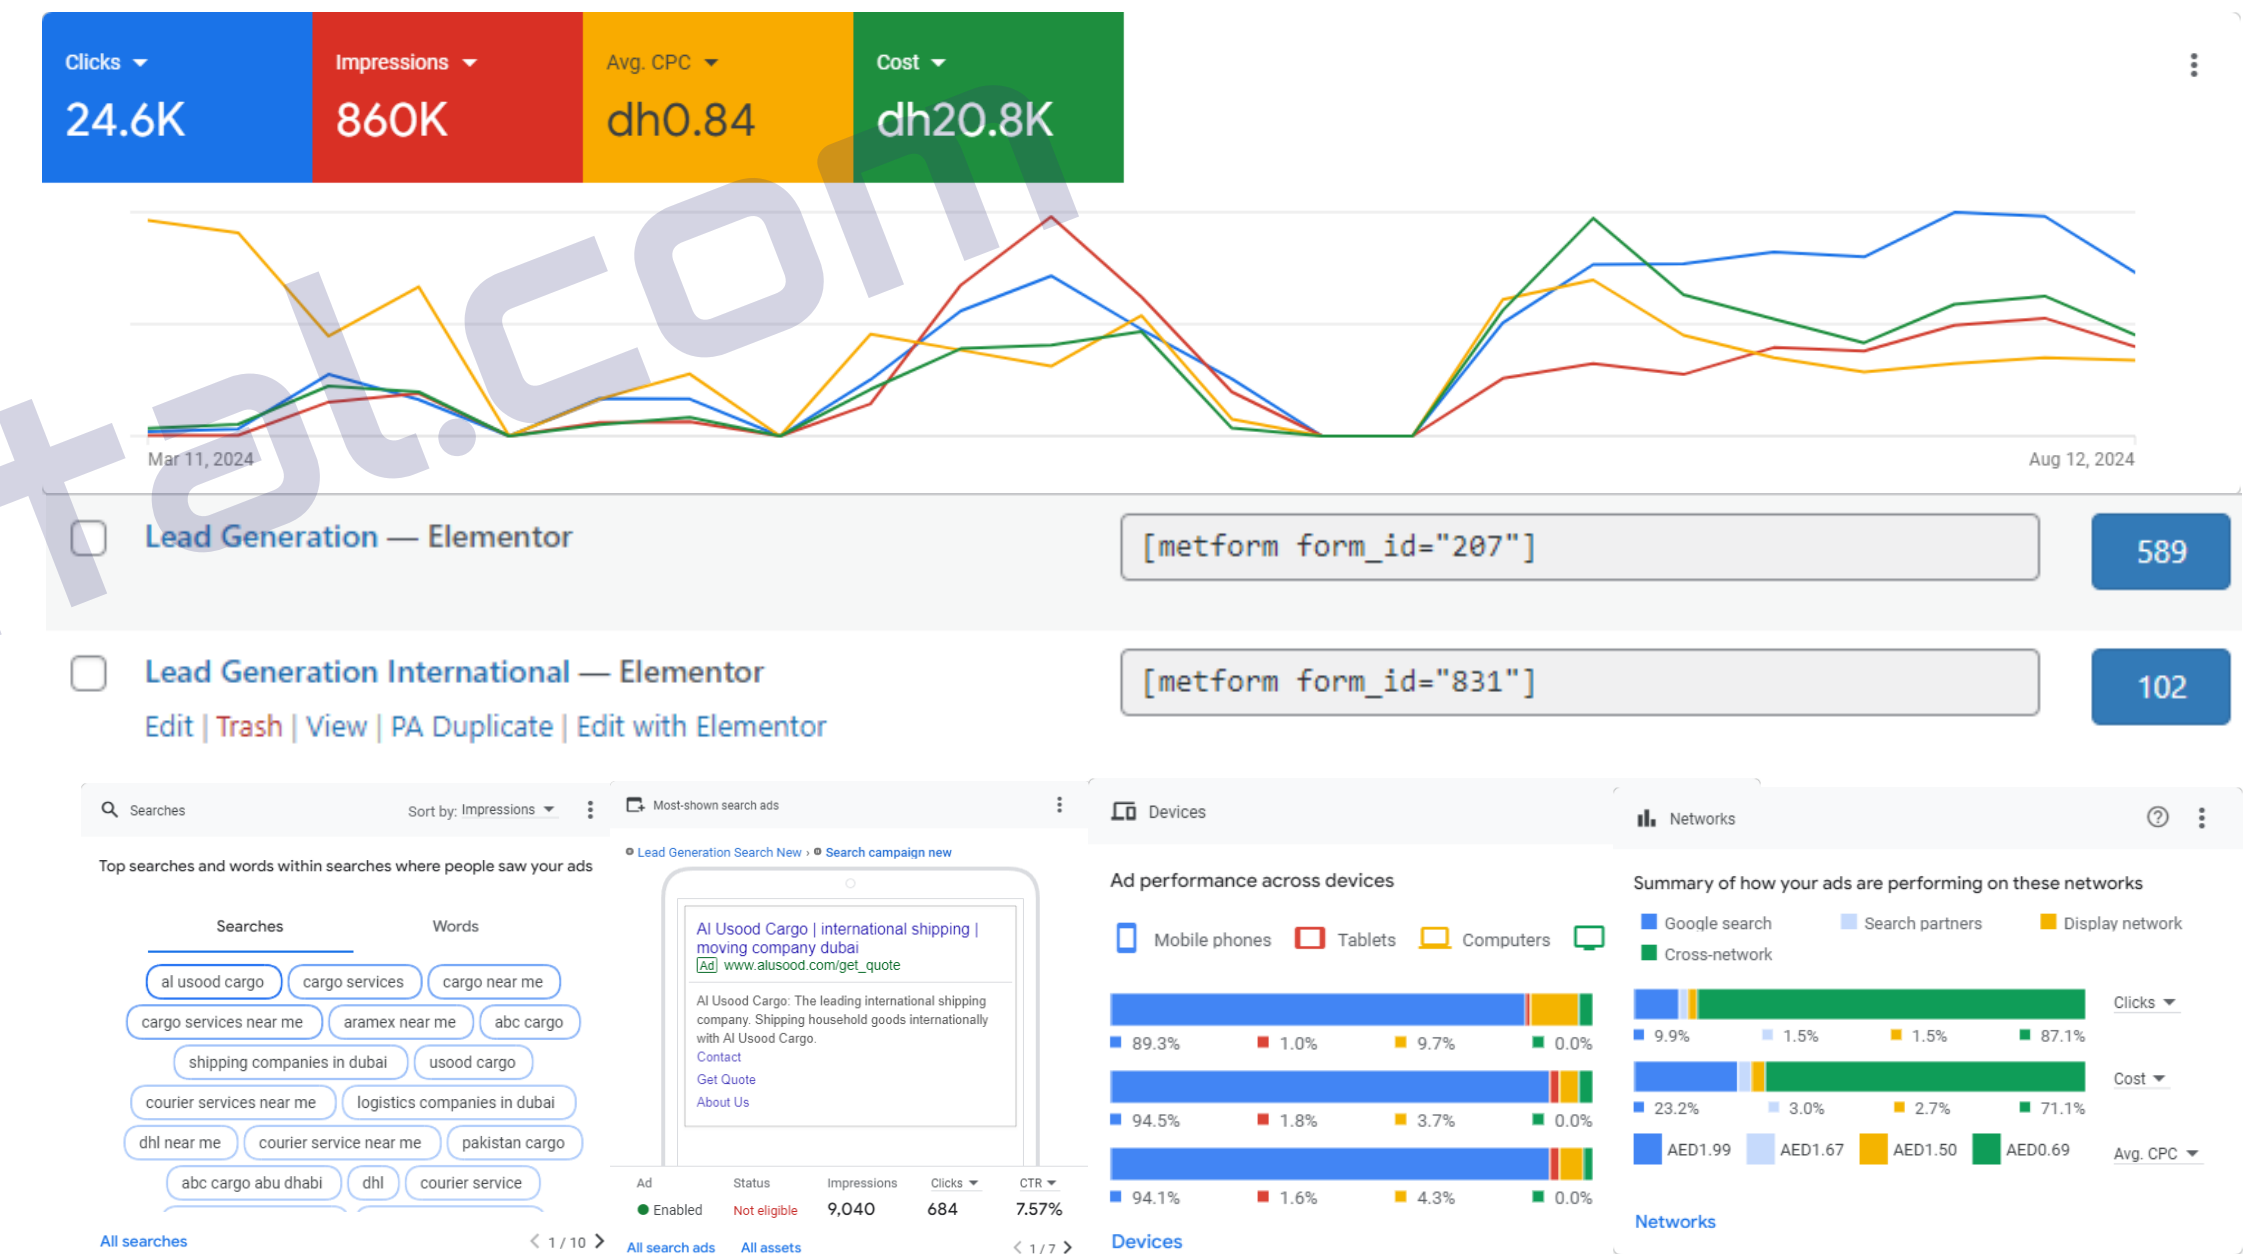 Clicks
24.6K
Impressions
860K
Avg. CPC
dh0.84
Cost
dh20.8K
tal.com
Mar 11, 2024
Aug 12, 2024
Lead Generation — Elementor
[metform form_id="207"]
589
Lead Generation International — Elementor
[metform form_id="831"]
102
Edit | Trash | View | PA Duplicate | Edit with Elementor
Searches
Sort by: Impressions
Top searches and words within searches where people saw your ads
Searches
Words
al usood cargo
cargo services
cargo near me
cargo services near me
aramex near me
abc cargo
shipping companies in dubai
usood cargo
courier services near me
logistics companies in dubai
dhl near me
courier service near me
pakistan cargo
abc cargo abu dhabi
dhl
courier service
All searches
1 / 10
Most-shown search ads
Lead Generation Search New › Search campaign new
Al Usood Cargo | international shipping |
moving company dubai
Ad www.alusood.com/get_quote
Al Usood Cargo: The leading international shipping
company. Shipping household goods internationally
with Al Usood Cargo.
Contact
Get Quote
About Us
Ad Status Impressions Clicks CTR
Enabled Not eligible 9,040 684 7.57%
All search ads All assets
1 / 7
Devices
Ad performance across devices
Mobile phones Tablets Computers
89.3% 1.0% 9.7% 0.0%
94.5% 1.8% 3.7% 0.0%
94.1% 1.6% 4.3% 0.0%
Devices
Networks
Summary of how your ads are performing on these networks
Google search Search partners Display network
Cross-network
Clicks
9.9% 1.5% 1.5% 87.1%
Cost
23.2% 3.0% 2.7% 71.1%
AED1.99 AED1.67 AED1.50 AED0.69
Avg. CPC
Networks